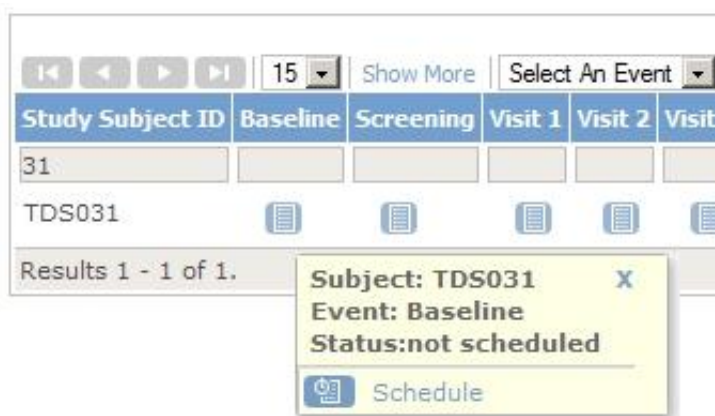 15 Show More Select An Event
Study Subject ID Baseline Screening Visit 1 Visit 2 Visit
31
TDS031
Results 1 - 1 of 1.
Subject: TDS031 X
Event: Baseline
Status:not scheduled
Schedule